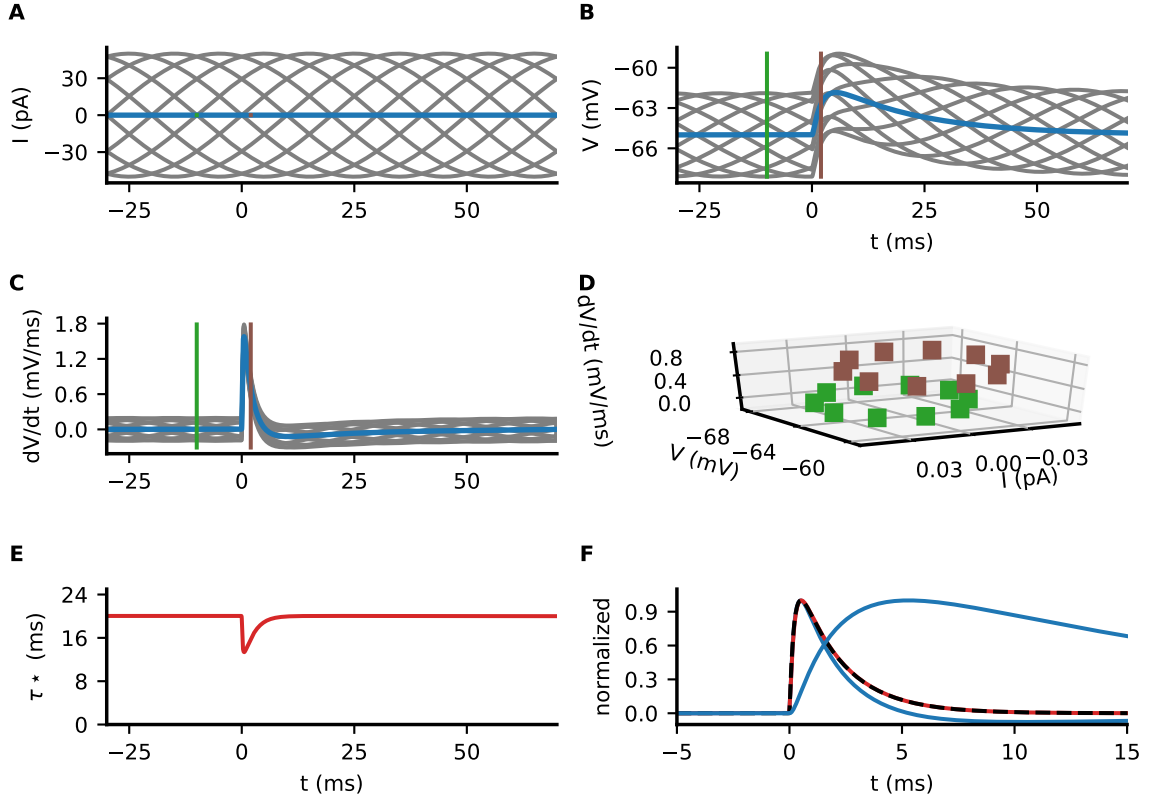 A
I (pA)
30
0
−30
−25 0 25 50
B
V (mV)
−60
−63
−66
−25 0 25 50
t (ms)
C
dV/dt (mV/ms)
1.8
1.2
0.6
0.0
−25 0 25 50
D
dV/dt (mV/ms)
0.8
0.4
0.0
−68
−64
−60
V (mV)
0.03
0.00
−0.03
I (pA)
E
τ⋆ (ms)
24
16
8
0
−25 0 25 50
t (ms)
F
normalized
0.9
0.6
0.3
0.0
−5 0 5 10 15
t (ms)